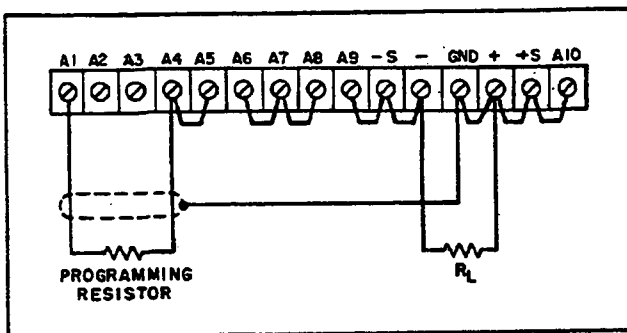 A1 A2 A3 A4 A5 A6 A7 A8 A9 -S - GND + +S A10
PROGRAMMING
RESISTOR
RL